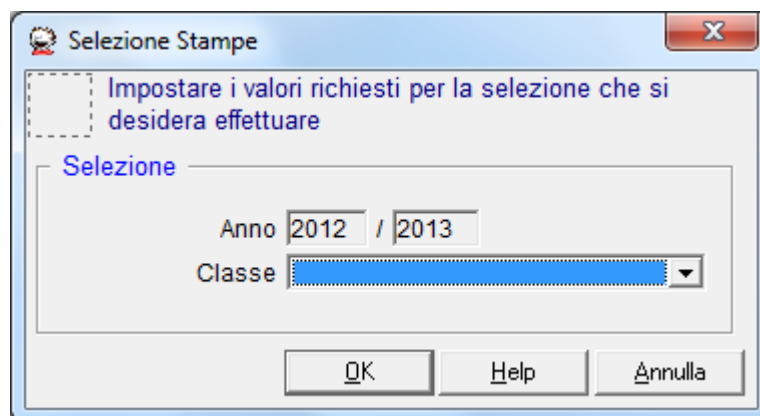 Selezione Stampe
Impostare i valori richiesti per la selezione che si
desidera effettuare
Selezione
Anno 2012 / 2013
Classe
OK Help Annulla